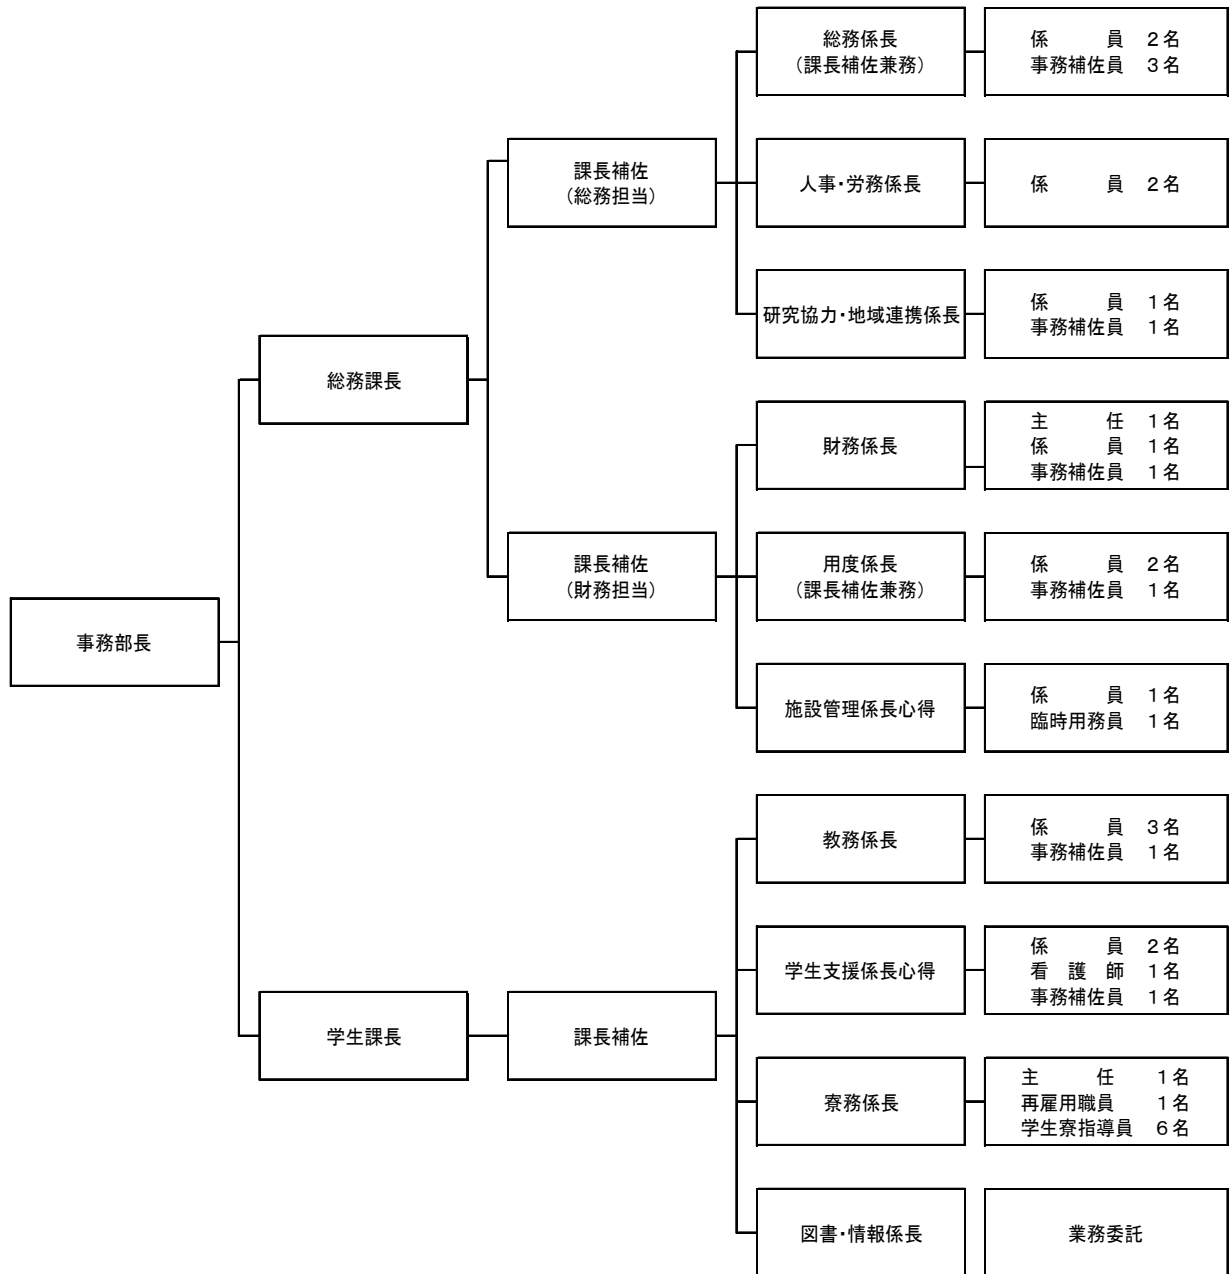 総務係長
(課長補佐兼務)
係　　員　2名
事務補佐員　3名
課長補佐
(総務担当)
人事・労務係長
係　　員　2名
研究協力・地域連携係長
係　　員　1名
事務補佐員　1名
総務課長
財務係長
主　　任　1名
係　　員　1名
事務補佐員　1名
課長補佐
(財務担当)
用度係長
(課長補佐兼務)
係　　員　2名
事務補佐員　1名
事務部長
施設管理係長心得
係　　員　1名
臨時用務員　1名
教務係長
係　　員　3名
事務補佐員　1名
学生支援係長心得
係　　員　2名
看　護　師　1名
事務補佐員　1名
学生課長
課長補佐
寮務係長
主　　任　1名
再雇用職員　1名
学生寮指導員　6名
図書・情報係長
業務委託